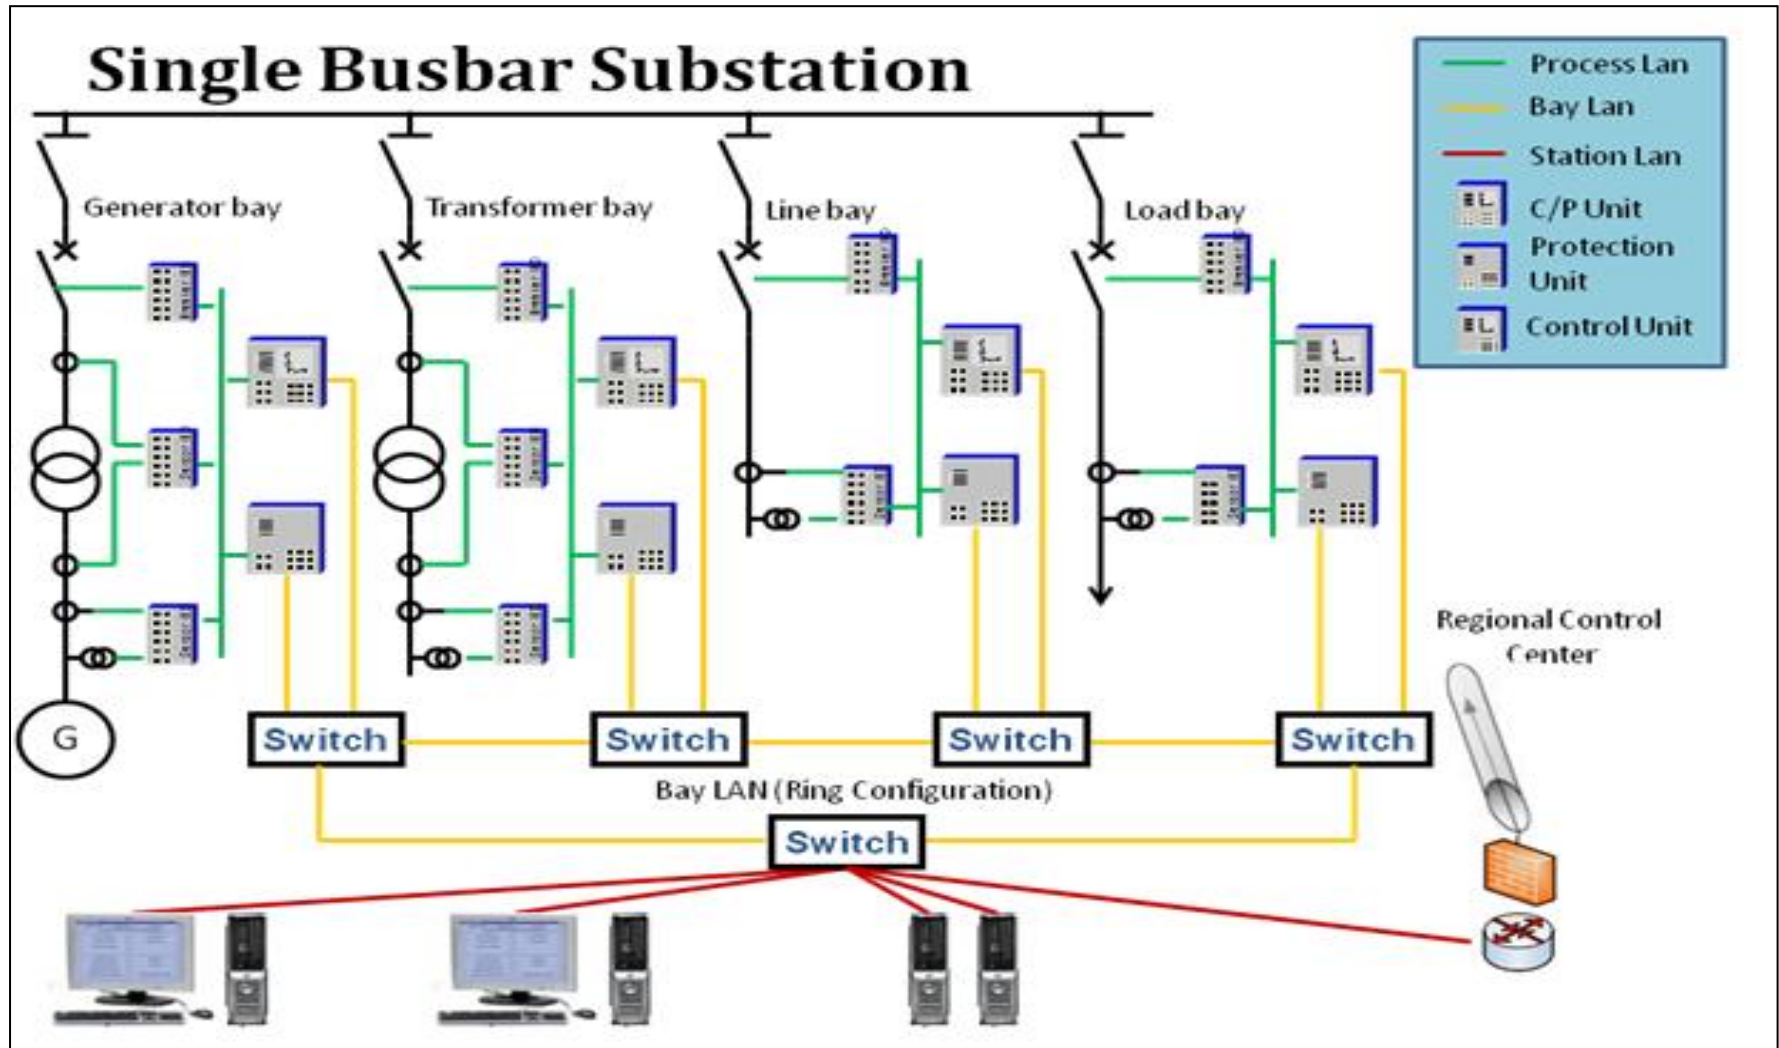 Single Busbar Substation
Process Lan
Bay Lan
Station Lan
C/P Unit
Protection
Unit
Control Unit
Generator bay
Transformer bay
Line bay
Load bay
Regional Control
Center
G
Switch
Switch
Switch
Switch
Bay LAN (Ring Configuration)
Switch